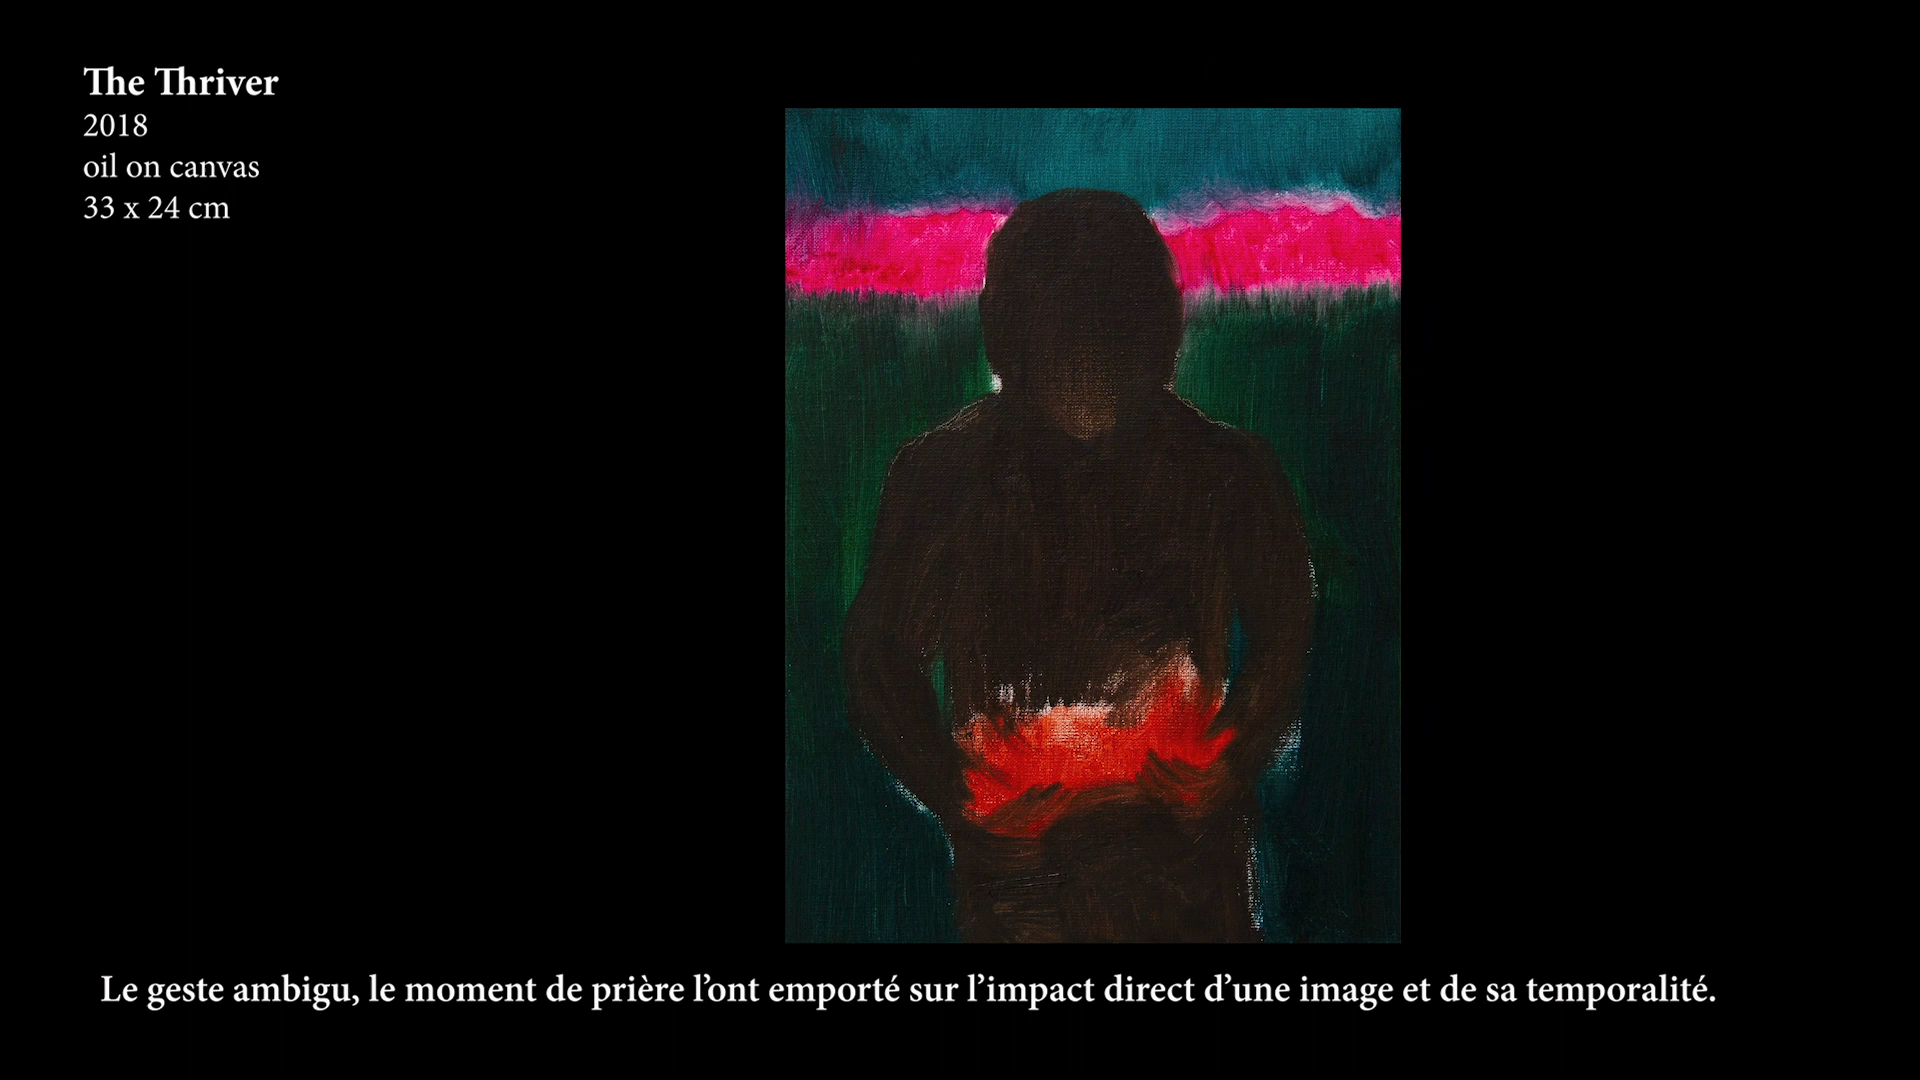 The Thriver
2018
oil on canvas
33 x 24 cm
Le geste ambigu, le moment de prière l’ont emporté sur l’impact direct d’une image et de sa temporalité.